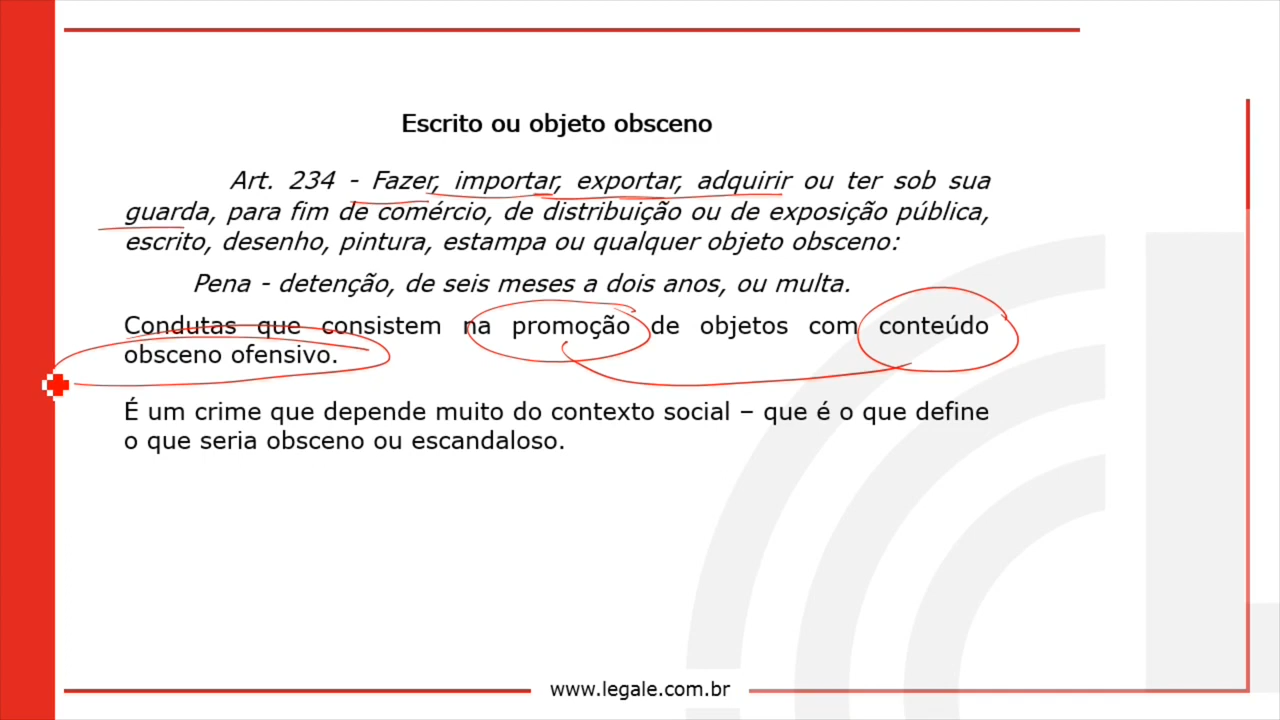 Escrito ou objeto obsceno
Art. 234 - Fazer, importar, exportar, adquirir ou ter sob sua
guarda, para fim de comércio, de distribuição ou de exposição pública,
escrito, desenho, pintura, estampa ou qualquer objeto obsceno:
Pena - detenção, de seis meses a dois anos, ou multa.
Condutas que consistem na promoção de objetos com conteúdo
obsceno ofensivo.
É um crime que depende muito do contexto social – que é o que define
o que seria obsceno ou escandaloso.
www.legale.com.br